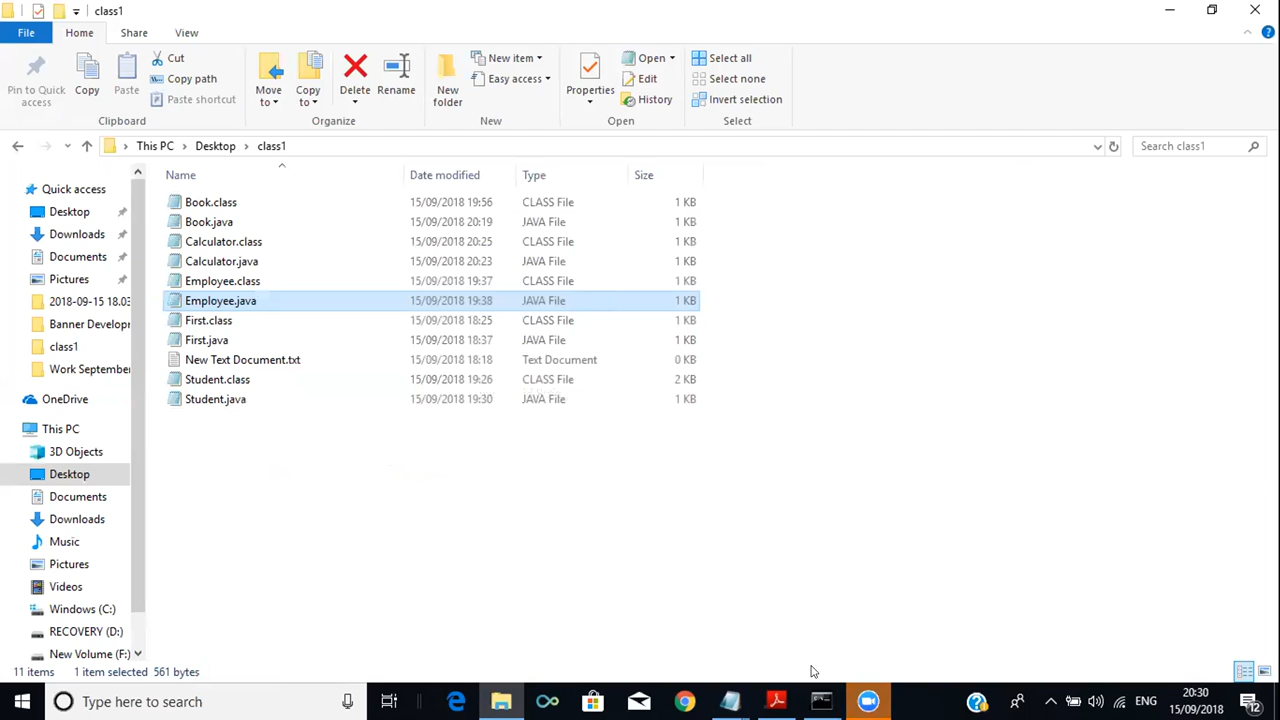 class1
File Home Share View
Pin to Quick access
Copy
Paste
Cut
Copy path
Paste shortcut
Clipboard
Move to
Copy to
Delete
Rename
Organize
New folder
New item
Easy access
New
Properties
Open
Edit
History
Open
Select all
Select none
Invert selection
Select
This PC Desktop class1
Search class1
Name Date modified Type Size
Book.class 15/09/2018 19:56 CLASS File 1 KB
Book.java 15/09/2018 20:19 JAVA File 1 KB
Calculator.class 15/09/2018 20:25 CLASS File 1 KB
Calculator.java 15/09/2018 20:23 JAVA File 1 KB
Employee.class 15/09/2018 19:37 CLASS File 1 KB
Employee.java 15/09/2018 19:38 JAVA File 1 KB
First.class 15/09/2018 18:25 CLASS File 1 KB
First.java 15/09/2018 18:37 JAVA File 1 KB
New Text Document.txt 15/09/2018 18:18 Text Document 0 KB
Student.class 15/09/2018 19:26 CLASS File 2 KB
Student.java 15/09/2018 19:30 JAVA File 1 KB
Quick access
Desktop
Downloads
Documents
Pictures
2018-09-15 18.03
Banner Develop
class1
Work September
OneDrive
This PC
3D Objects
Desktop
Documents
Downloads
Music
Pictures
Videos
Windows (C:)
RECOVERY (D:)
New Volume (F:)
11 items 1 item selected 561 bytes
Type here to search
ENG
20:30
15/09/2018
12